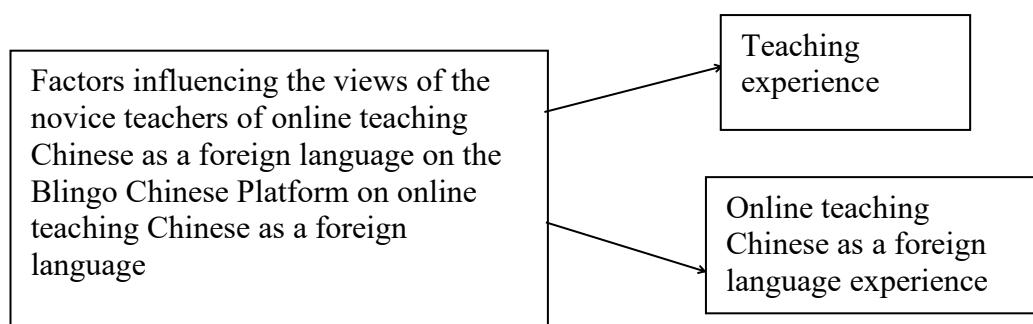 Factors influencing the views of the
novice teachers of online teaching
Chinese as a foreign language on the
Blingo Chinese Platform on online
teaching Chinese as a foreign
language
Teaching
experience
Online teaching
Chinese as a foreign
language experience